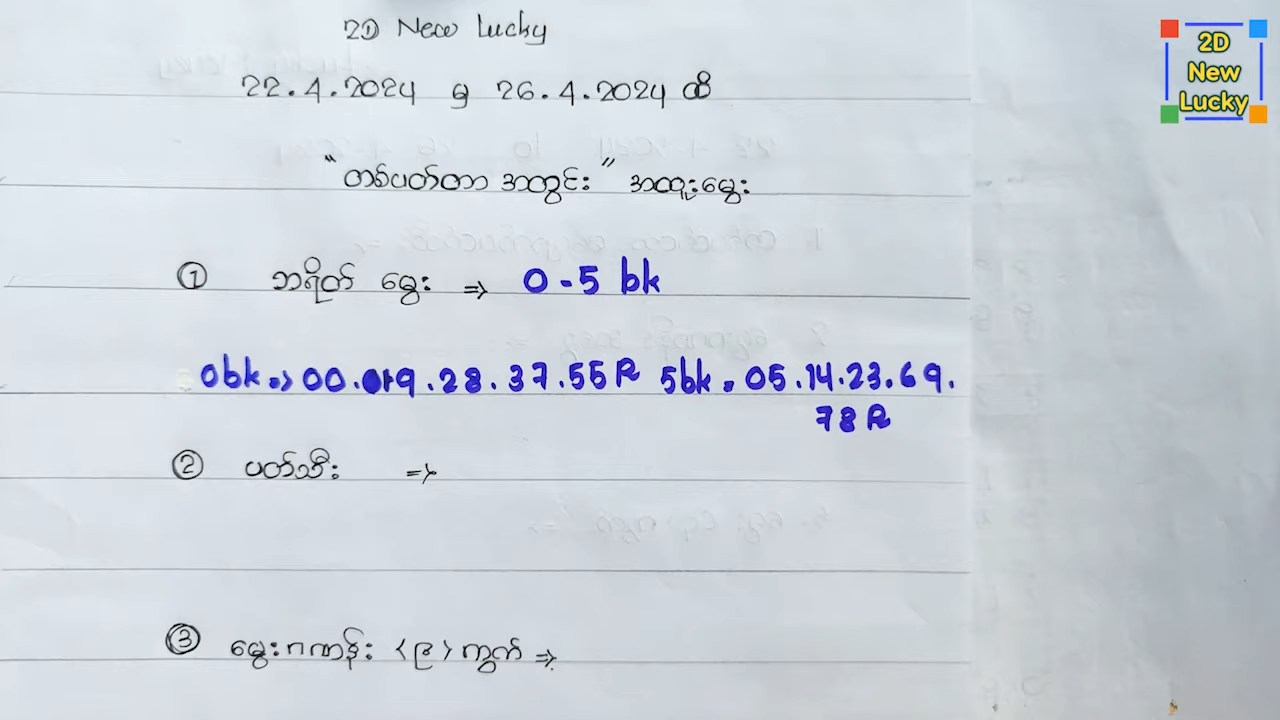 2D New Lucky
22.4.2024 မှ 26.4.2024 ထိ
"တစ်ပတ်တာ အတွင်း" အထူးမွေး
① ဘရိတ် မွေး ⇒ 0-5 bk
0bk => 00.019.28.37.55R 5bk = 05.14.23.69.
78R
② ပတ်သီး ⇒
③ မွေးဂဏန်း <၉> ကွက် ⇒
2D
New
Lucky